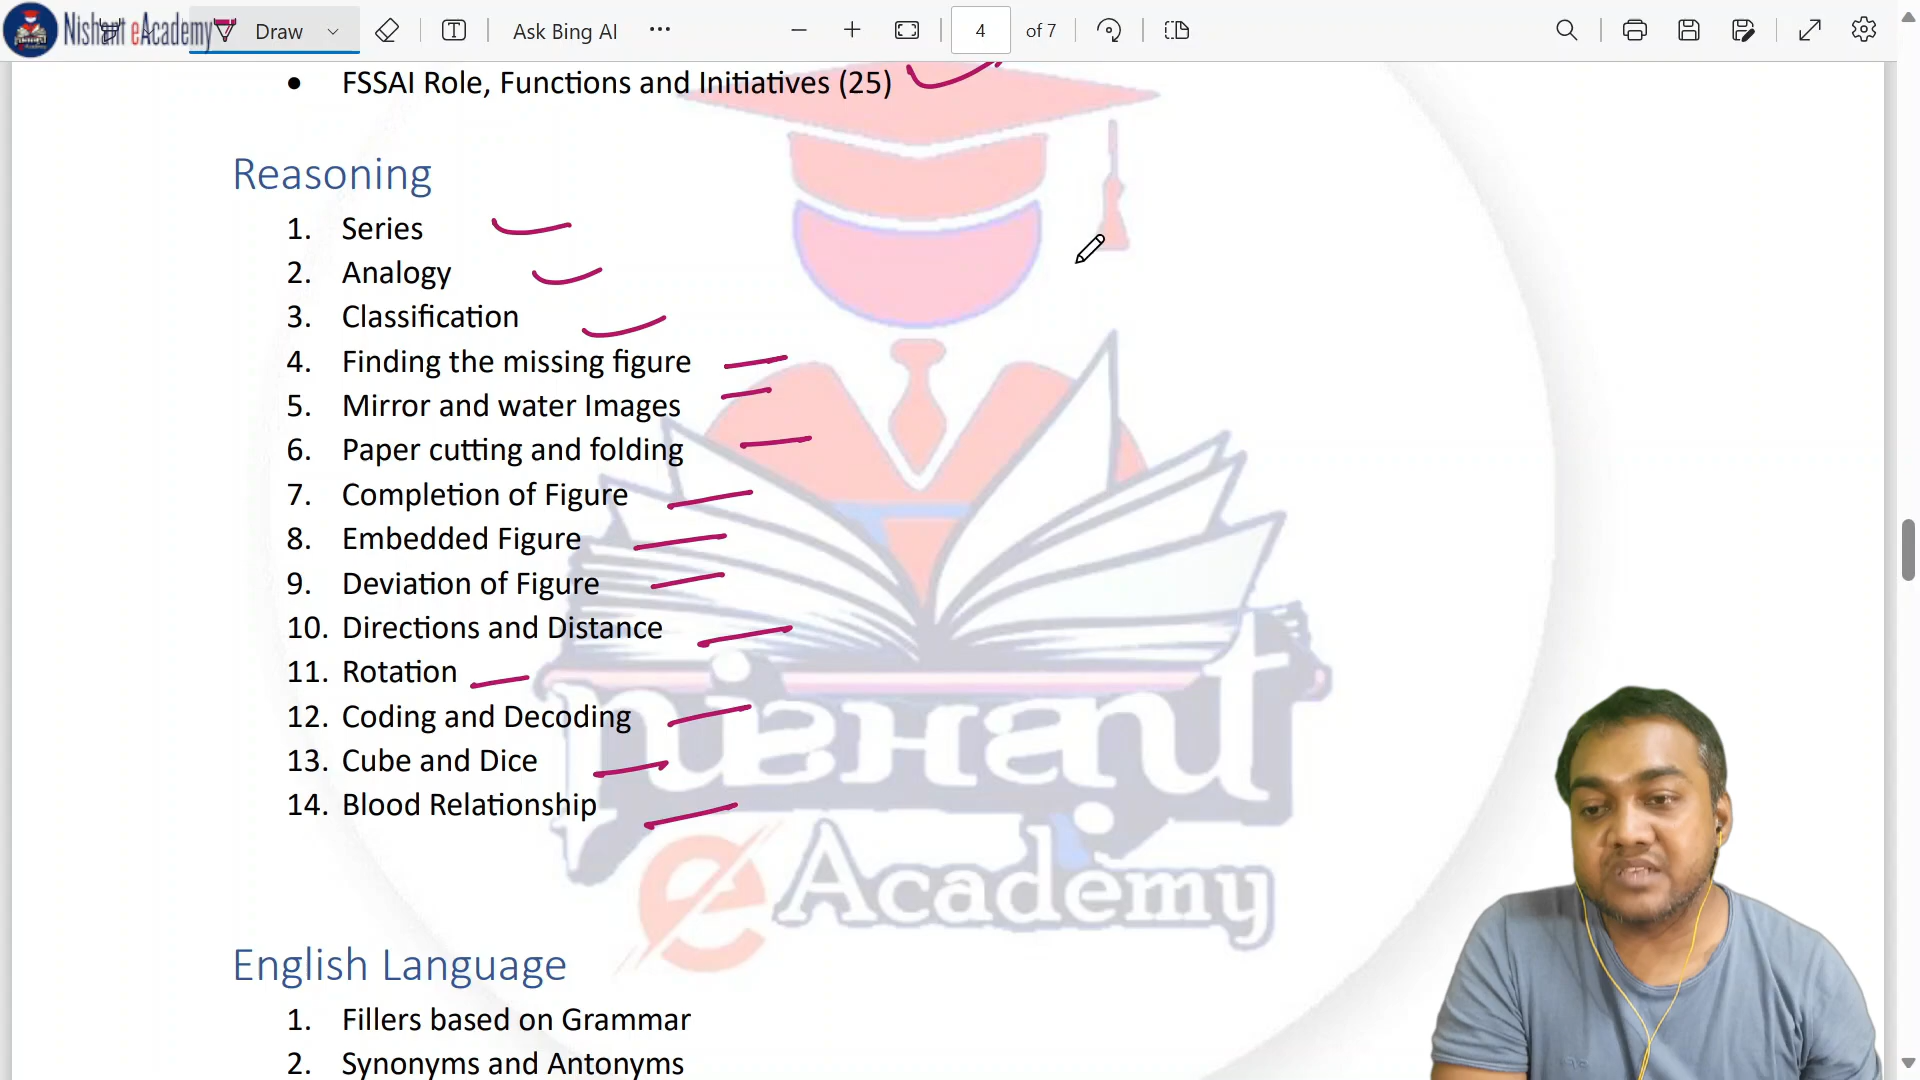 Nishant eAcademy
Draw
Ask Bing AI
4
of 7
• FSSAI Role, Functions and Initiatives (25)
Reasoning
1. Series
2. Analogy
3. Classification
4. Finding the missing figure
5. Mirror and water Images
6. Paper cutting and folding
7. Completion of Figure
8. Embedded Figure
9. Deviation of Figure
10. Directions and Distance
11. Rotation
12. Coding and Decoding
13. Cube and Dice
14. Blood Relationship
eAcademy
English Language
1. Fillers based on Grammar
2. Synonyms and Antonyms